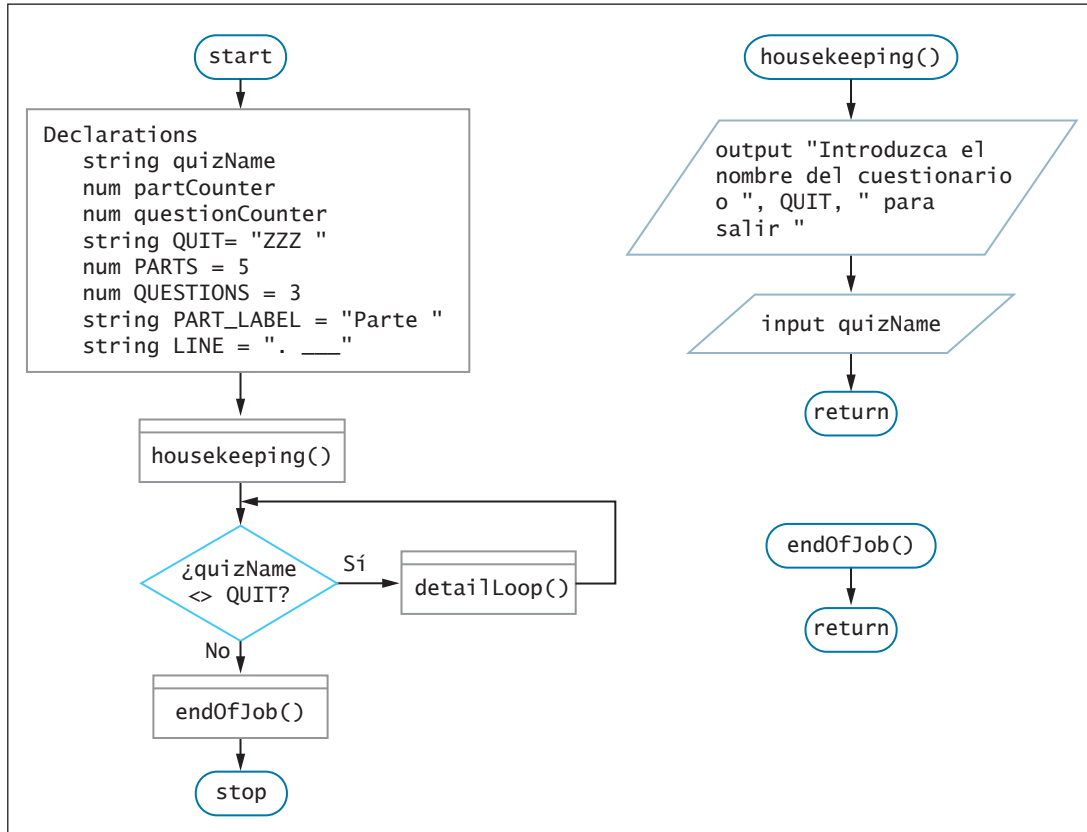 start
Declarations
string quizName
num partCounter
num questionCounter
string QUIT= "ZZZ "
num PARTS = 5
num QUESTIONS = 3
string PART_LABEL = "Parte "
string LINE = ". ___"
housekeeping()
¿quizName
<> QUIT?
Sí
detailLoop()
No
endOfJob()
stop
housekeeping()
output "Introduzca el
nombre del cuestionario
o ", QUIT, " para
salir "
input quizName
return
endOfJob()
return